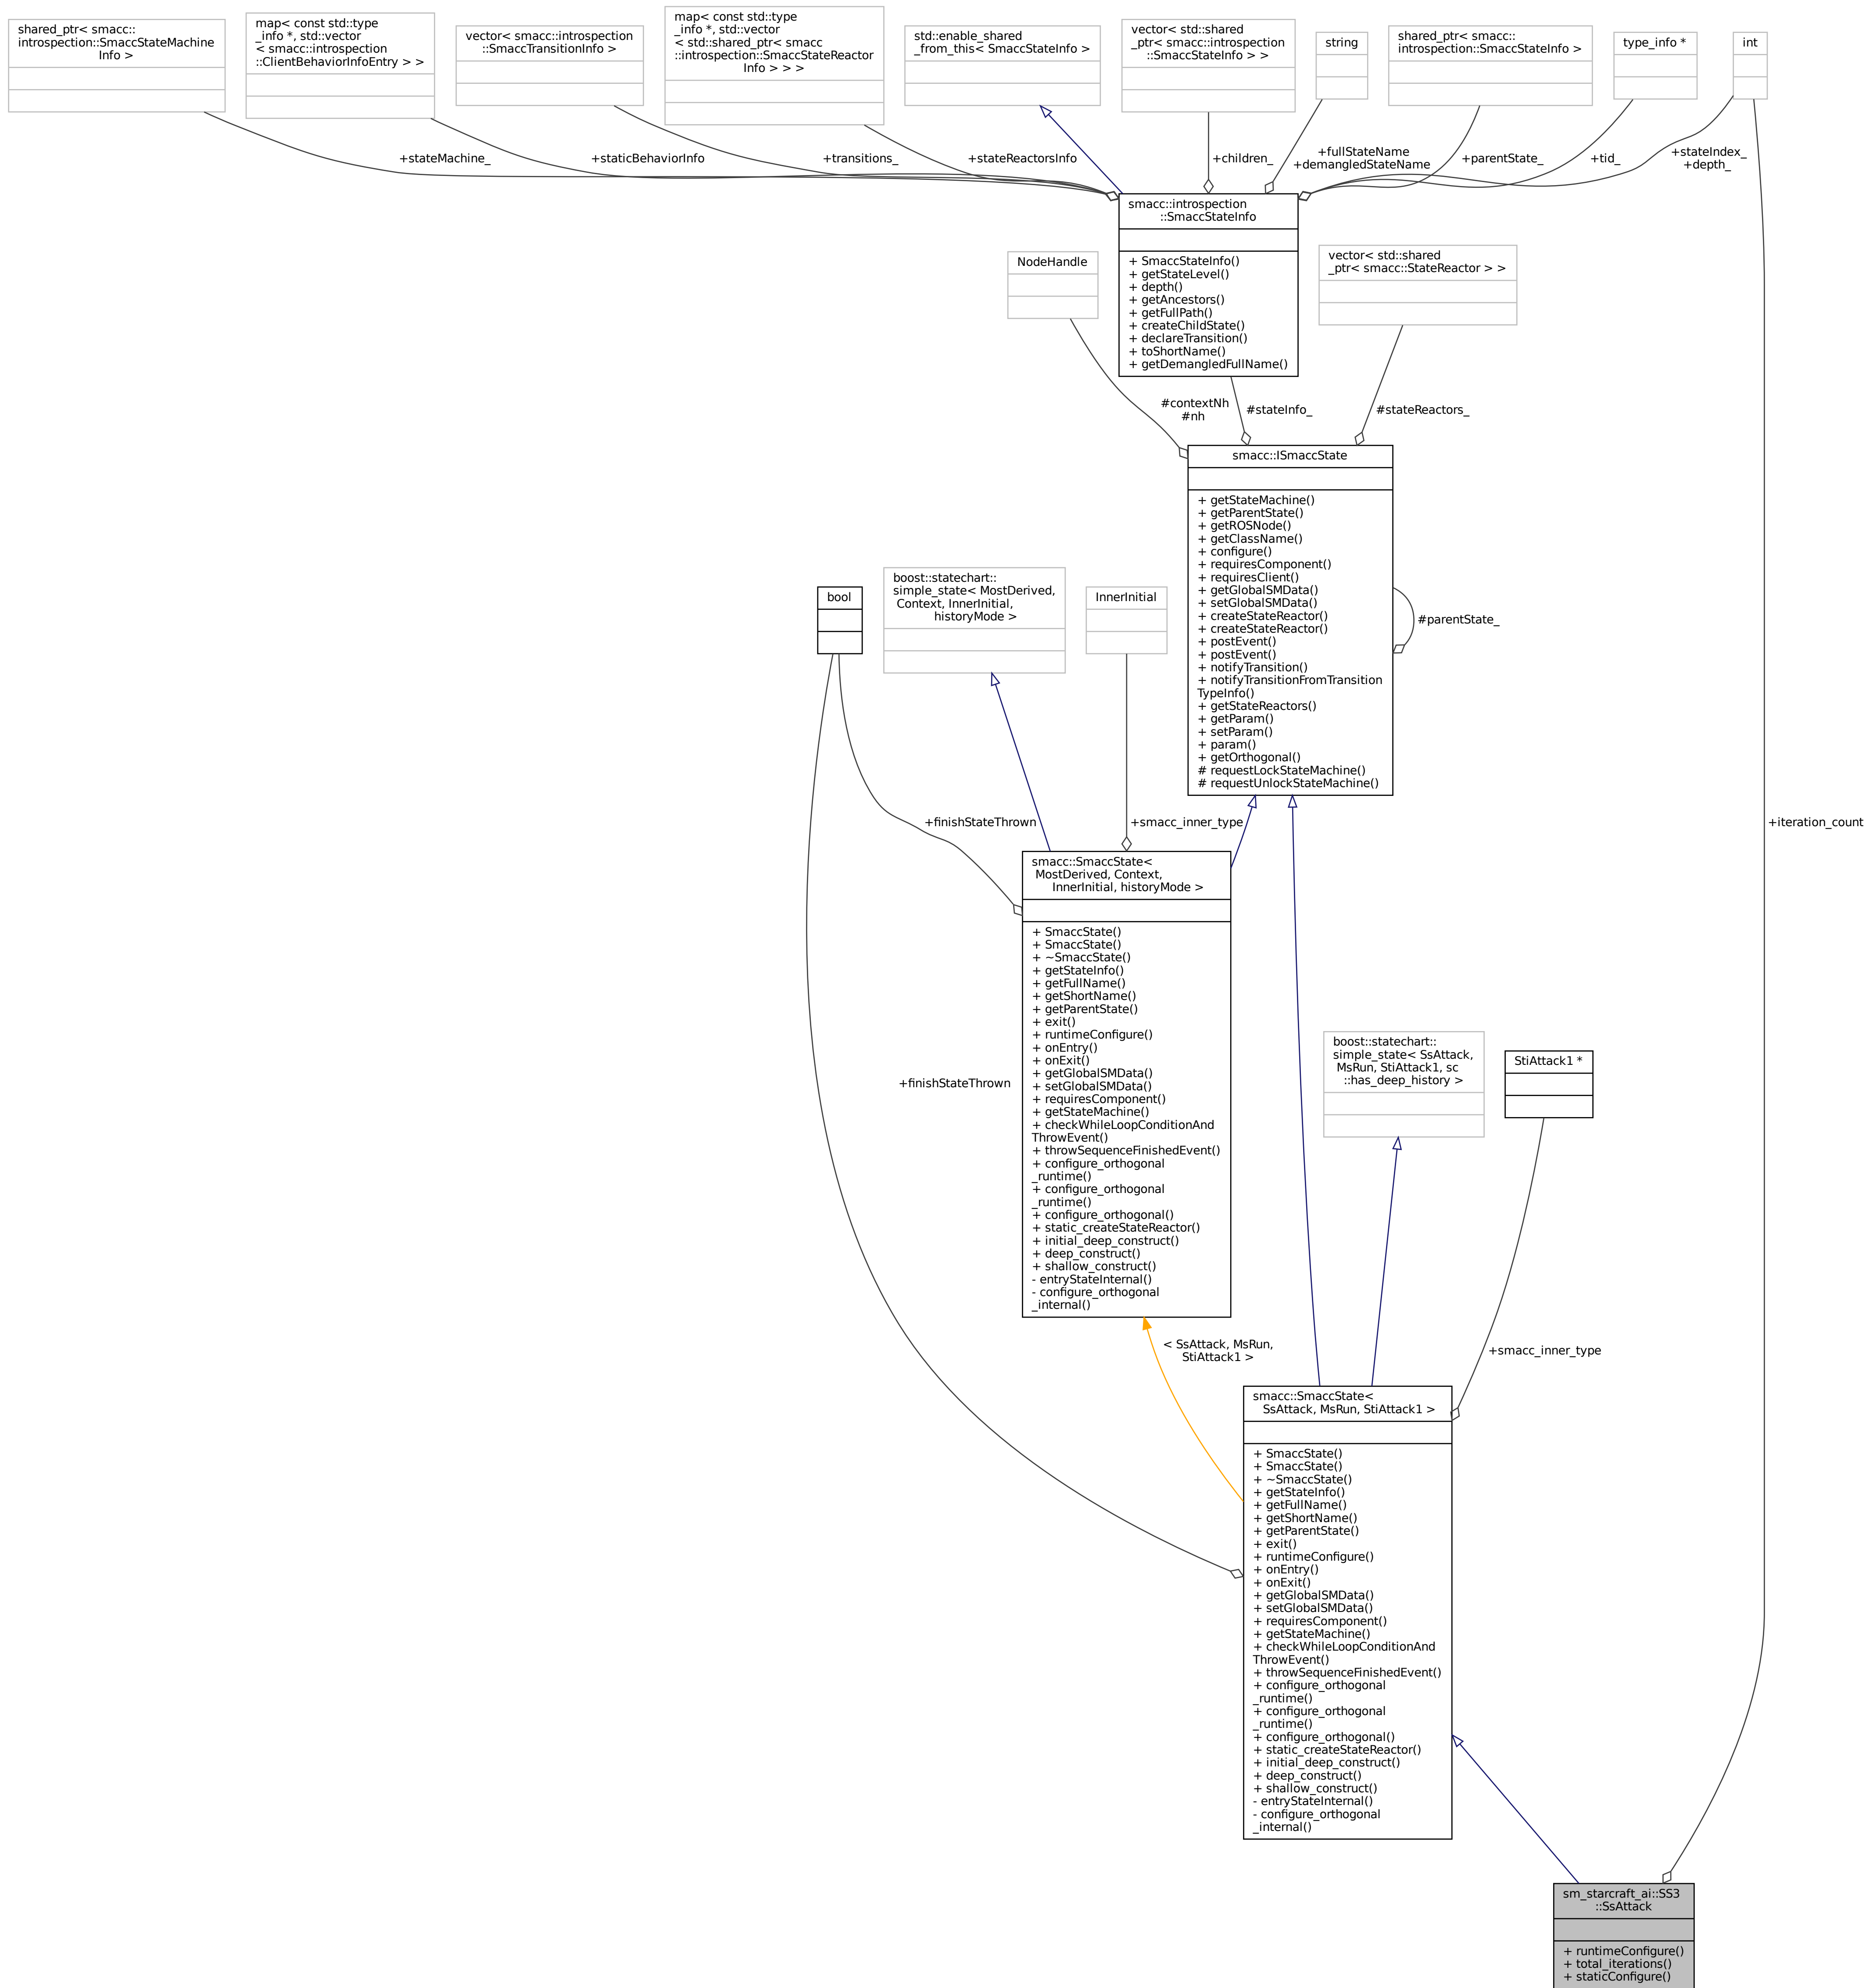 shared_ptr< smacc::
introspection::SmaccStateMachine
Info >
map< const std::type
_info *, std::vector
< smacc::introspection
::ClientBehaviorInfoEntry > >
vector< smacc::introspection
::SmaccTransitionInfo >
map< const std::type
_info *, std::vector
< std::shared_ptr< smacc
::introspection::SmaccStateReactor
Info > > >
std::enable_shared
_from_this< SmaccStateInfo >
vector< std::shared
_ptr< smacc::introspection
::SmaccStateInfo > >
string
shared_ptr< smacc::
introspection::SmaccStateInfo >
type_info *
int
+stateMachine_
+staticBehaviorInfo
+transitions_
+stateReactorsInfo
+children_
+fullStateName
+demangledStateName
+parentState_
+tid_
+stateIndex_
+depth_
smacc::introspection
::SmaccStateInfo
+ SmaccStateInfo()
+ getStateLevel()
+ depth()
+ getAncestors()
+ getFullPath()
+ createChildState()
+ declareTransition()
+ toShortName()
+ getDemangledFullName()
NodeHandle
vector< std::shared
_ptr< smacc::StateReactor > >
#contextNh
#nh
#stateInfo_
#stateReactors_
smacc::ISmaccState
+ getStateMachine()
+ getParentState()
+ getROSNode()
+ getClassName()
+ configure()
+ requiresComponent()
+ requiresClient()
+ getGlobalSMData()
+ setGlobalSMData()
+ createStateReactor()
+ createStateReactor()
+ postEvent()
+ postEvent()
+ notifyTransition()
+ notifyTransitionFromTransition
TypeInfo()
+ getStateReactors()
+ getParam()
+ setParam()
+ param()
+ getOrthogonal()
# requestLockStateMachine()
# requestUnlockStateMachine()
#parentState_
bool
boost::statechart::
simple_state< MostDerived,
Context, InnerInitial,
historyMode >
InnerInitial
+finishStateThrown
+smacc_inner_type
+iteration_count
smacc::SmaccState<
MostDerived, Context,
InnerInitial, historyMode >
+ SmaccState()
+ SmaccState()
+ ~SmaccState()
+ getStateInfo()
+ getFullName()
+ getShortName()
+ getParentState()
+ exit()
+ runtimeConfigure()
+ onEntry()
+ onExit()
+ getGlobalSMData()
+ setGlobalSMData()
+ requiresComponent()
+ getStateMachine()
+ checkWhileLoopConditionAnd
ThrowEvent()
+ throwSequenceFinishedEvent()
+ configure_orthogonal
_runtime()
+ configure_orthogonal
_runtime()
+ configure_orthogonal()
+ static_createStateReactor()
+ initial_deep_construct()
+ deep_construct()
+ shallow_construct()
- entryStateInternal()
- configure_orthogonal
_internal()
+finishStateThrown
boost::statechart::
simple_state< SsAttack,
MsRun, StiAttack1, sc
::has_deep_history >
StiAttack1 *
< SsAttack, MsRun,
StiAttack1 >
+smacc_inner_type
smacc::SmaccState<
SsAttack, MsRun, StiAttack1 >
+ SmaccState()
+ SmaccState()
+ ~SmaccState()
+ getStateInfo()
+ getFullName()
+ getShortName()
+ getParentState()
+ exit()
+ runtimeConfigure()
+ onEntry()
+ onExit()
+ getGlobalSMData()
+ setGlobalSMData()
+ requiresComponent()
+ getStateMachine()
+ checkWhileLoopConditionAnd
ThrowEvent()
+ throwSequenceFinishedEvent()
+ configure_orthogonal
_runtime()
+ configure_orthogonal
_runtime()
+ configure_orthogonal()
+ static_createStateReactor()
+ initial_deep_construct()
+ deep_construct()
+ shallow_construct()
- entryStateInternal()
- configure_orthogonal
_internal()
sm_starcraft_ai::SS3
::SsAttack
+ runtimeConfigure()
+ total_iterations()
+ staticConfigure()